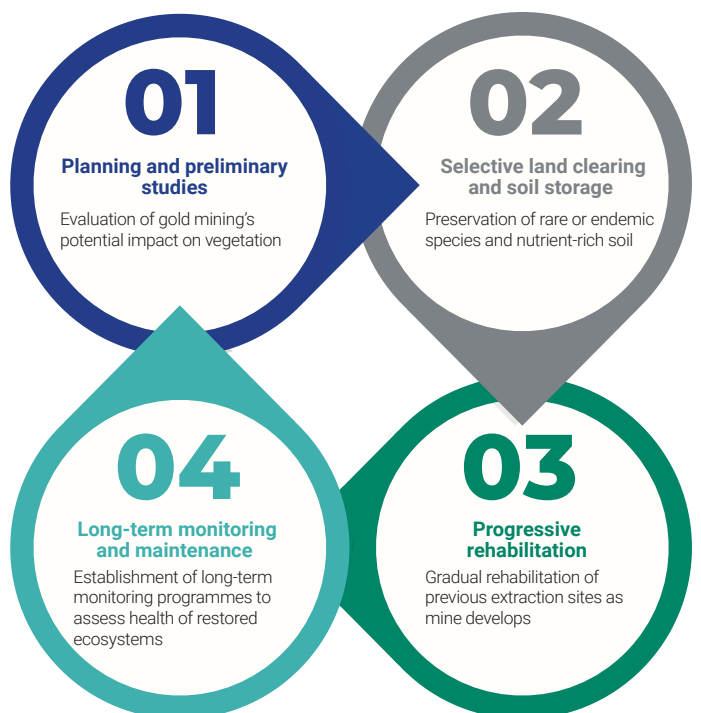 01
Planning and preliminary
studies
Evaluation of gold mining's
potential impact on vegetation
02
Selective land clearing
and soil storage
Preservation of rare or endemic
species and nutrient-rich soil
03
Progressive
rehabilitation
Gradual rehabilitation of
previous extraction sites as
mine develops
04
Long-term monitoring
and maintenance
Establishment of long-term
monitoring programmes to
assess health of restored
ecosystems